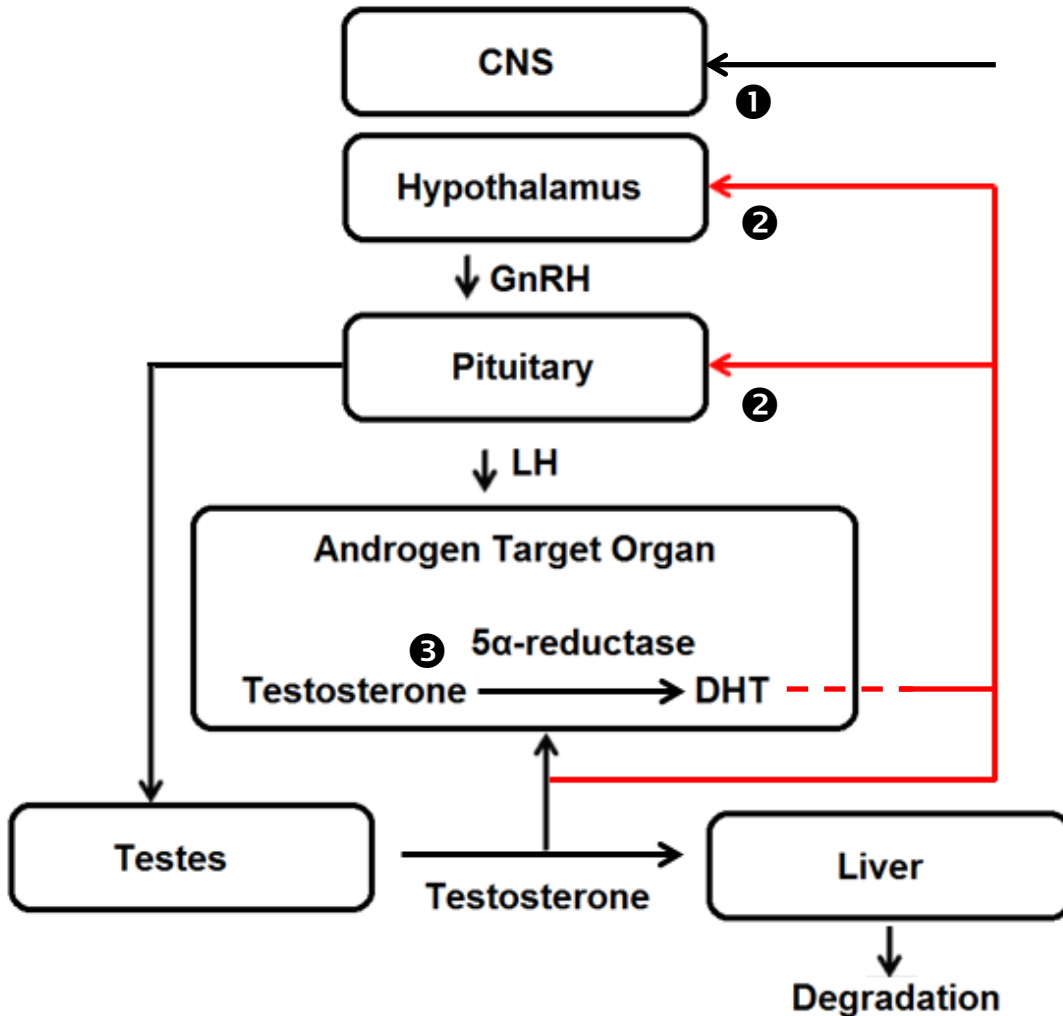 CNS
❶
Hypothalamus
❷
GnRH
Pituitary
❷
LH
Androgen Target Organ
❸ 5α-reductase
Testosterone DHT
Testes
Liver
Testosterone
Degradation